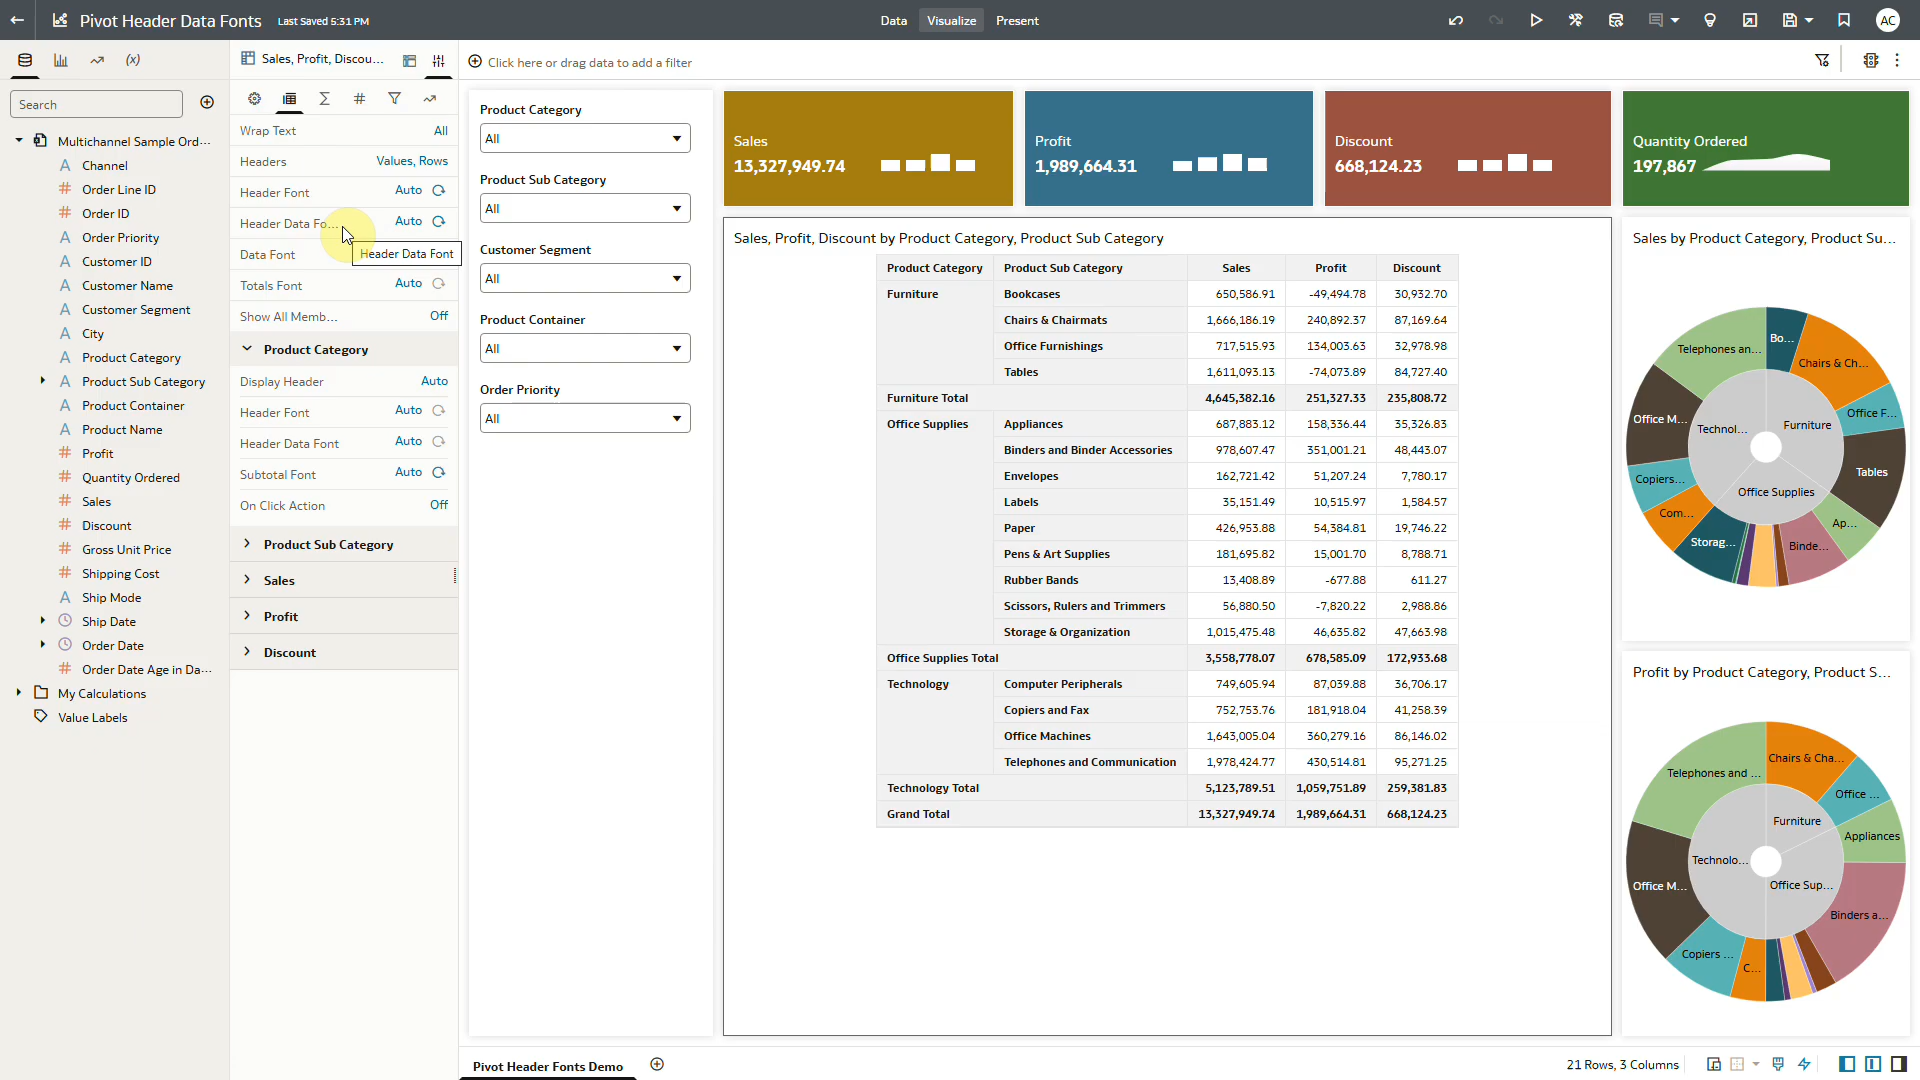 Pivot Header Data Fonts
Last Saved 5:31 PM
Data
Visualize
Present
AC
(x)
Sales, Profit, Discou...
Click here or drag data to add a filter
Search
Multichannel Sample Ord...
A Channel
# Order Line ID
# Order ID
A Order Priority
A Customer ID
A Customer Name
A Customer Segment
A City
A Product Category
A Product Sub Category
A Product Container
A Product Name
# Profit
# Quantity Ordered
# Sales
# Discount
# Gross Unit Price
# Shipping Cost
A Ship Mode
Ship Date
Order Date
# Order Date Age in Da...
My Calculations
Value Labels
Wrap Text All
Headers Values, Rows
Header Font Auto
Header Data Fo... Auto
Header Data Font
Data Font
Totals Font Auto
Show All Memb... Off
Product Category
Display Header Auto
Header Font Auto
Header Data Font Auto
Subtotal Font Auto
On Click Action Off
Product Sub Category
Sales
Profit
Discount
Product Category
All
Product Sub Category
All
Customer Segment
All
Product Container
All
Order Priority
All
Sales
13,327,949.74
Profit
1,989,664.31
Discount
668,124.23
Quantity Ordered
197,867
Sales, Profit, Discount by Product Category, Product Sub Category
Product Category Product Sub Category Sales Profit Discount
Furniture Bookcases 650,586.91 -49,494.78 30,932.70
Chairs & Chairmats 1,666,186.19 240,892.37 87,169.64
Office Furnishings 717,515.93 134,003.63 32,978.98
Tables 1,611,093.13 -74,073.89 84,727.40
Furniture Total 4,645,382.16 251,327.33 235,808.72
Office Supplies Appliances 687,883.12 158,336.44 35,326.83
Binders and Binder Accessories 978,607.47 351,001.21 48,443.07
Envelopes 162,721.42 51,207.24 7,780.17
Labels 35,151.49 10,515.97 1,584.57
Paper 426,953.88 54,384.81 19,746.22
Pens & Art Supplies 181,695.82 15,001.70 8,788.71
Rubber Bands 13,408.89 -677.88 611.27
Scissors, Rulers and Trimmers 56,880.50 -7,820.22 2,988.86
Storage & Organization 1,015,475.48 46,635.82 47,663.98
Office Supplies Total 3,558,778.07 678,585.09 172,933.68
Technology Computer Peripherals 749,605.94 87,039.88 36,706.17
Copiers and Fax 752,753.76 181,918.04 41,258.39
Office Machines 1,643,005.04 360,279.16 86,146.02
Telephones and Communication 1,978,424.77 430,514.81 95,271.25
Technology Total 5,123,789.51 1,059,751.89 259,381.83
Grand Total 13,327,949.74 1,989,664.31 668,124.23
Sales by Product Category, Product Su...
Bo...
Telephones an...
Chairs & Ch...
Office F...
Office M...
Furniture
Technol...
Tables
Copiers...
Office Supplies
Com...
Ap...
Storag...
Binde...
Profit by Product Category, Product S...
Chairs & Cha...
Telephones and ...
Office ...
Furniture
Appliances
Technolo...
Office M...
Office Sup...
Binders a...
Copiers ...
C...
Pivot Header Fonts Demo
21 Rows, 3 Columns